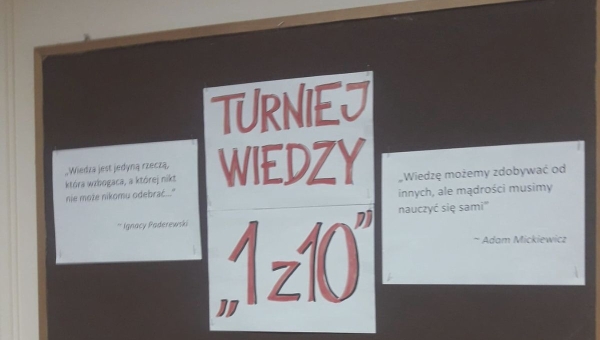 TURNIEJ
WIEDZY
„1 z 10”
„Wiedza jest jedyną rzeczą,
która wzbogaca, a której nikt
nie może nikomu odebrać...”
~ Ignacy Paderewski
„Wiedzę możemy zdobywać od
innych, ale mądrości musimy
nauczyć się sami”
~ Adam Mickiewicz